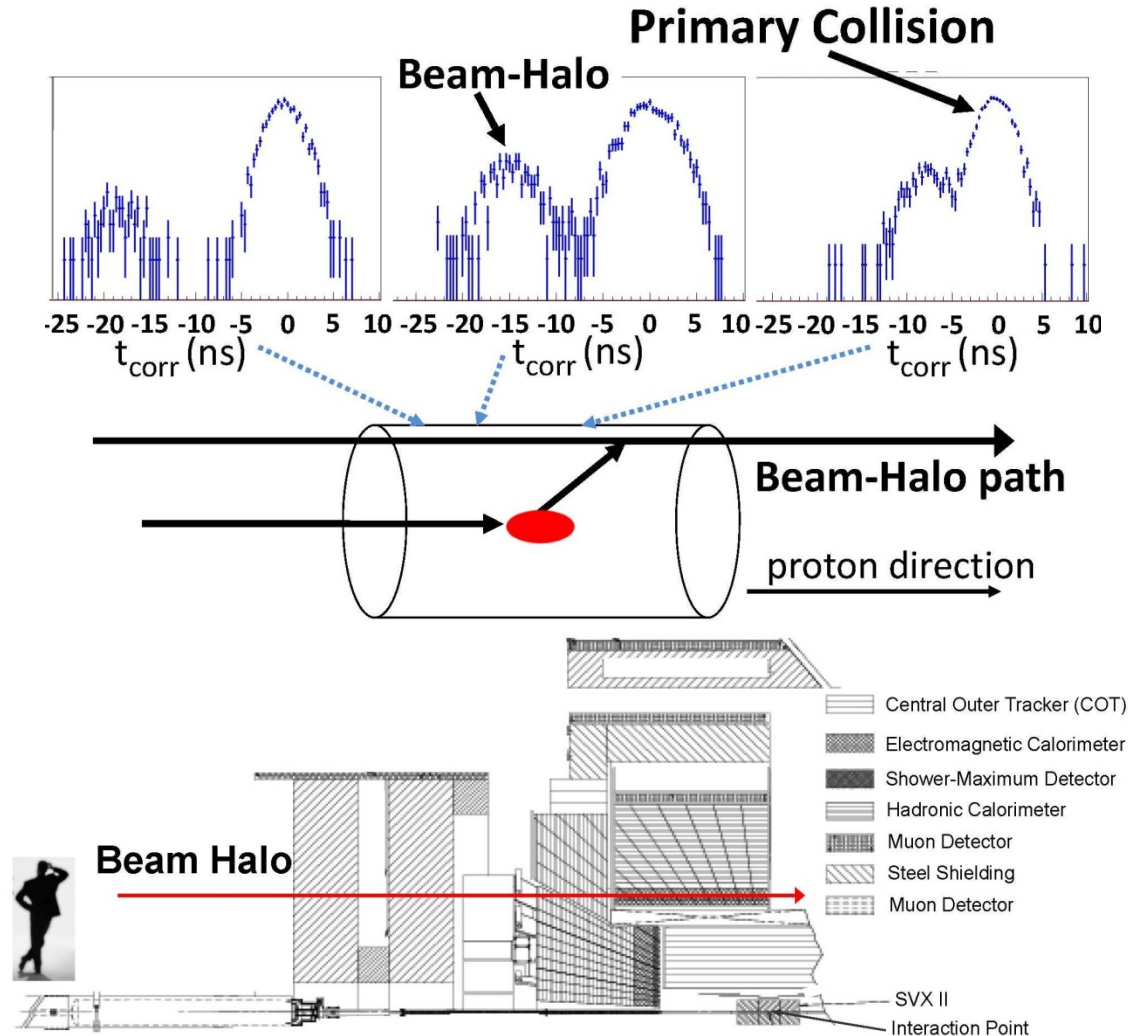 Primary Collision
Beam-Halo
-25 -20 -15 -10 -5 0 5 10
-25 -20 -15 -10 -5 0 5 10
-25 -20 -15 -10 -5 0 5 10
t_corr (ns)
t_corr (ns)
t_corr (ns)
Beam-Halo path
proton direction
Central Outer Tracker (COT)
Electromagnetic Calorimeter
Shower-Maximum Detector
Hadronic Calorimeter
Muon Detector
Steel Shielding
Muon Detector
Beam Halo
SVX II
Interaction Point